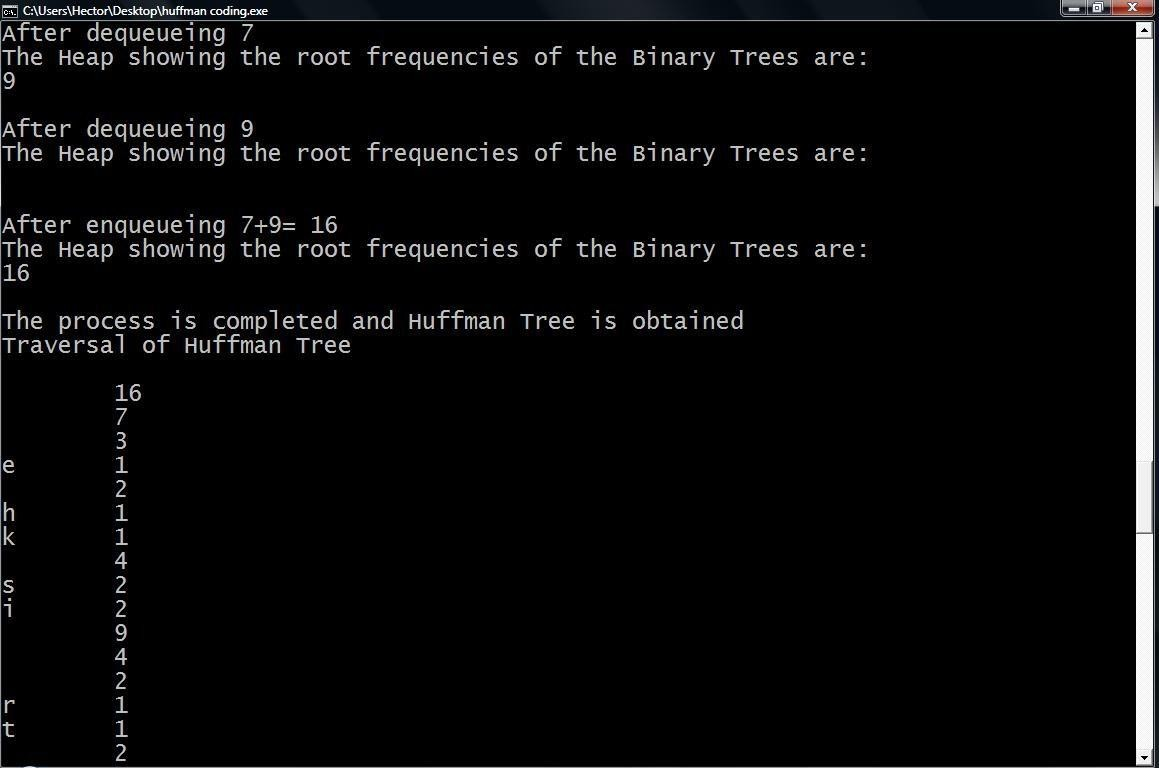 C:\Users\Hector\Desktop\huffman coding.exe
After dequeueing 7
The Heap showing the root frequencies of the Binary Trees are:
9
After dequeueing 9
The Heap showing the root frequencies of the Binary Trees are:
After enqueueing 7+9= 16
The Heap showing the root frequencies of the Binary Trees are:
16
The process is completed and Huffman Tree is obtained
Traversal of Huffman Tree
16
7
3
e 1
2
h 1
k 1
4
s 2
i 2
9
4
2
r 1
t 1
2